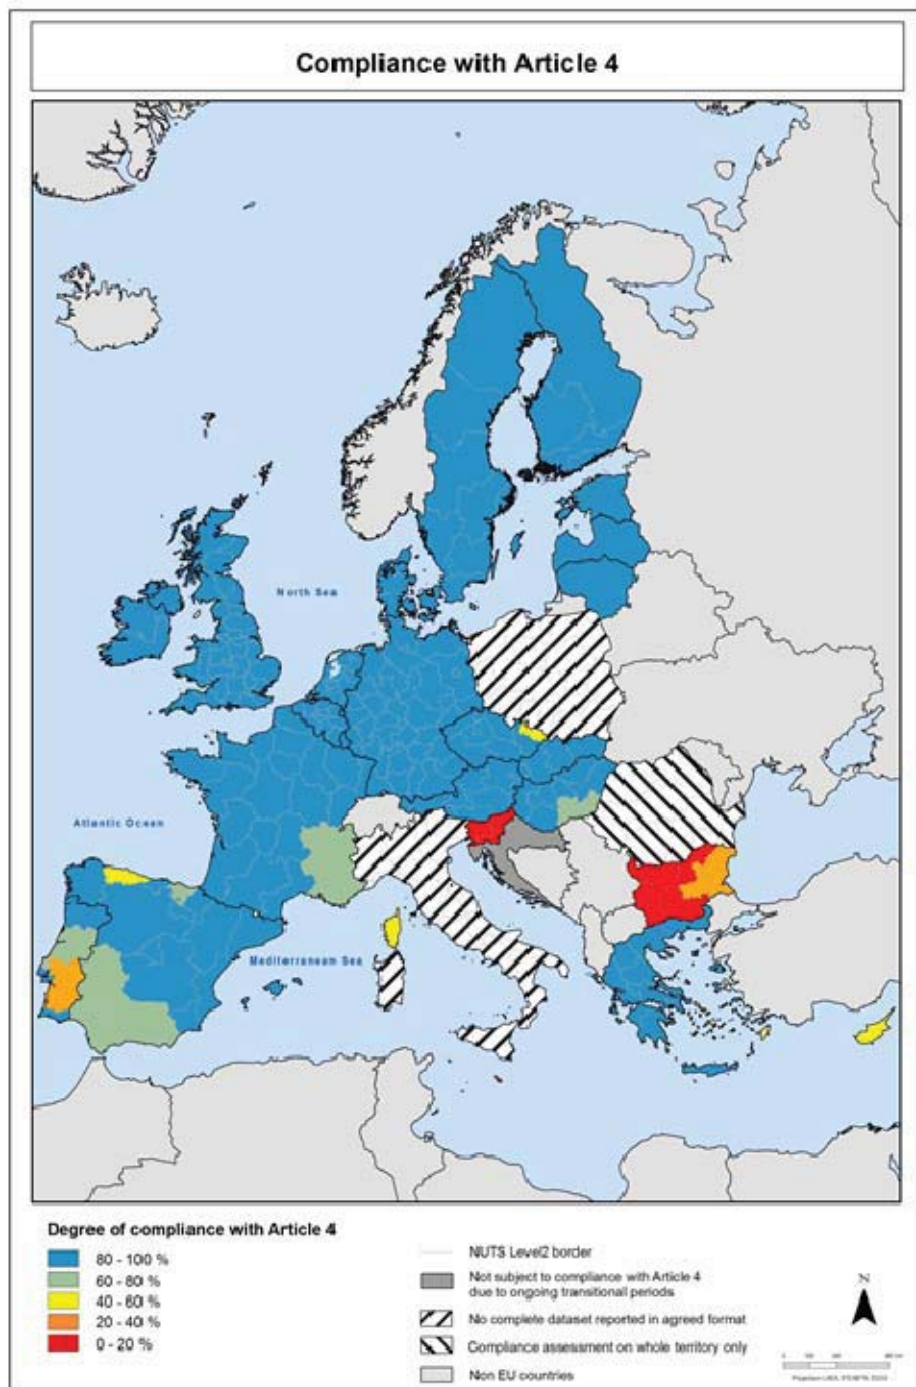 Compliance with Article 4
North Sea
Atlantic Ocean
Mediterranean Sea
Degree of compliance with Article 4
80 - 100 %
60 - 80 %
40 - 60 %
20 - 40 %
0 - 20 %
NUTS Level2 border
Not subject to compliance with Article 4
due to ongoing transitional periods
No complete dataset reported in agreed format
Compliance assessment on whole territory only
Non EU countries
N